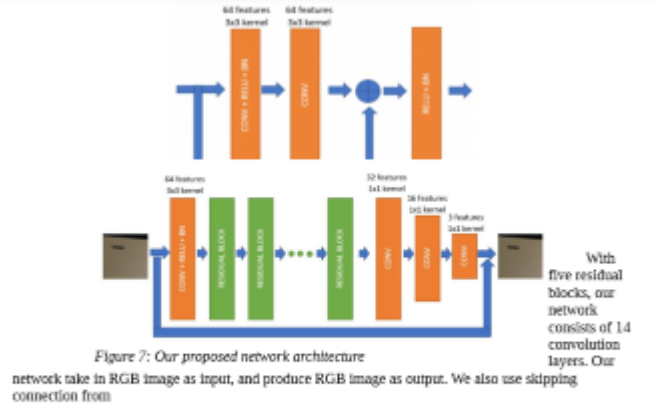 64 features 64 features
3x3 kernel 3x3 kernel
CONV + RELU + BN
CONV
RELU + BN
64 features
3x3 kernel
CONV + RELU + BN
RESIDUAL BLOCK
RESIDUAL BLOCK
RESIDUAL BLOCK
32 features
1x1 kernel
CONV
16 features
1x1 kernel
CONV
3 features
1x1 kernel
CONV
With
five residual
blocks, our
network
consists of 14
convolution
layers. Our
Figure 7: Our proposed network architecture
network take in RGB image as input, and produce RGB image as output. We also use skipping
connection from